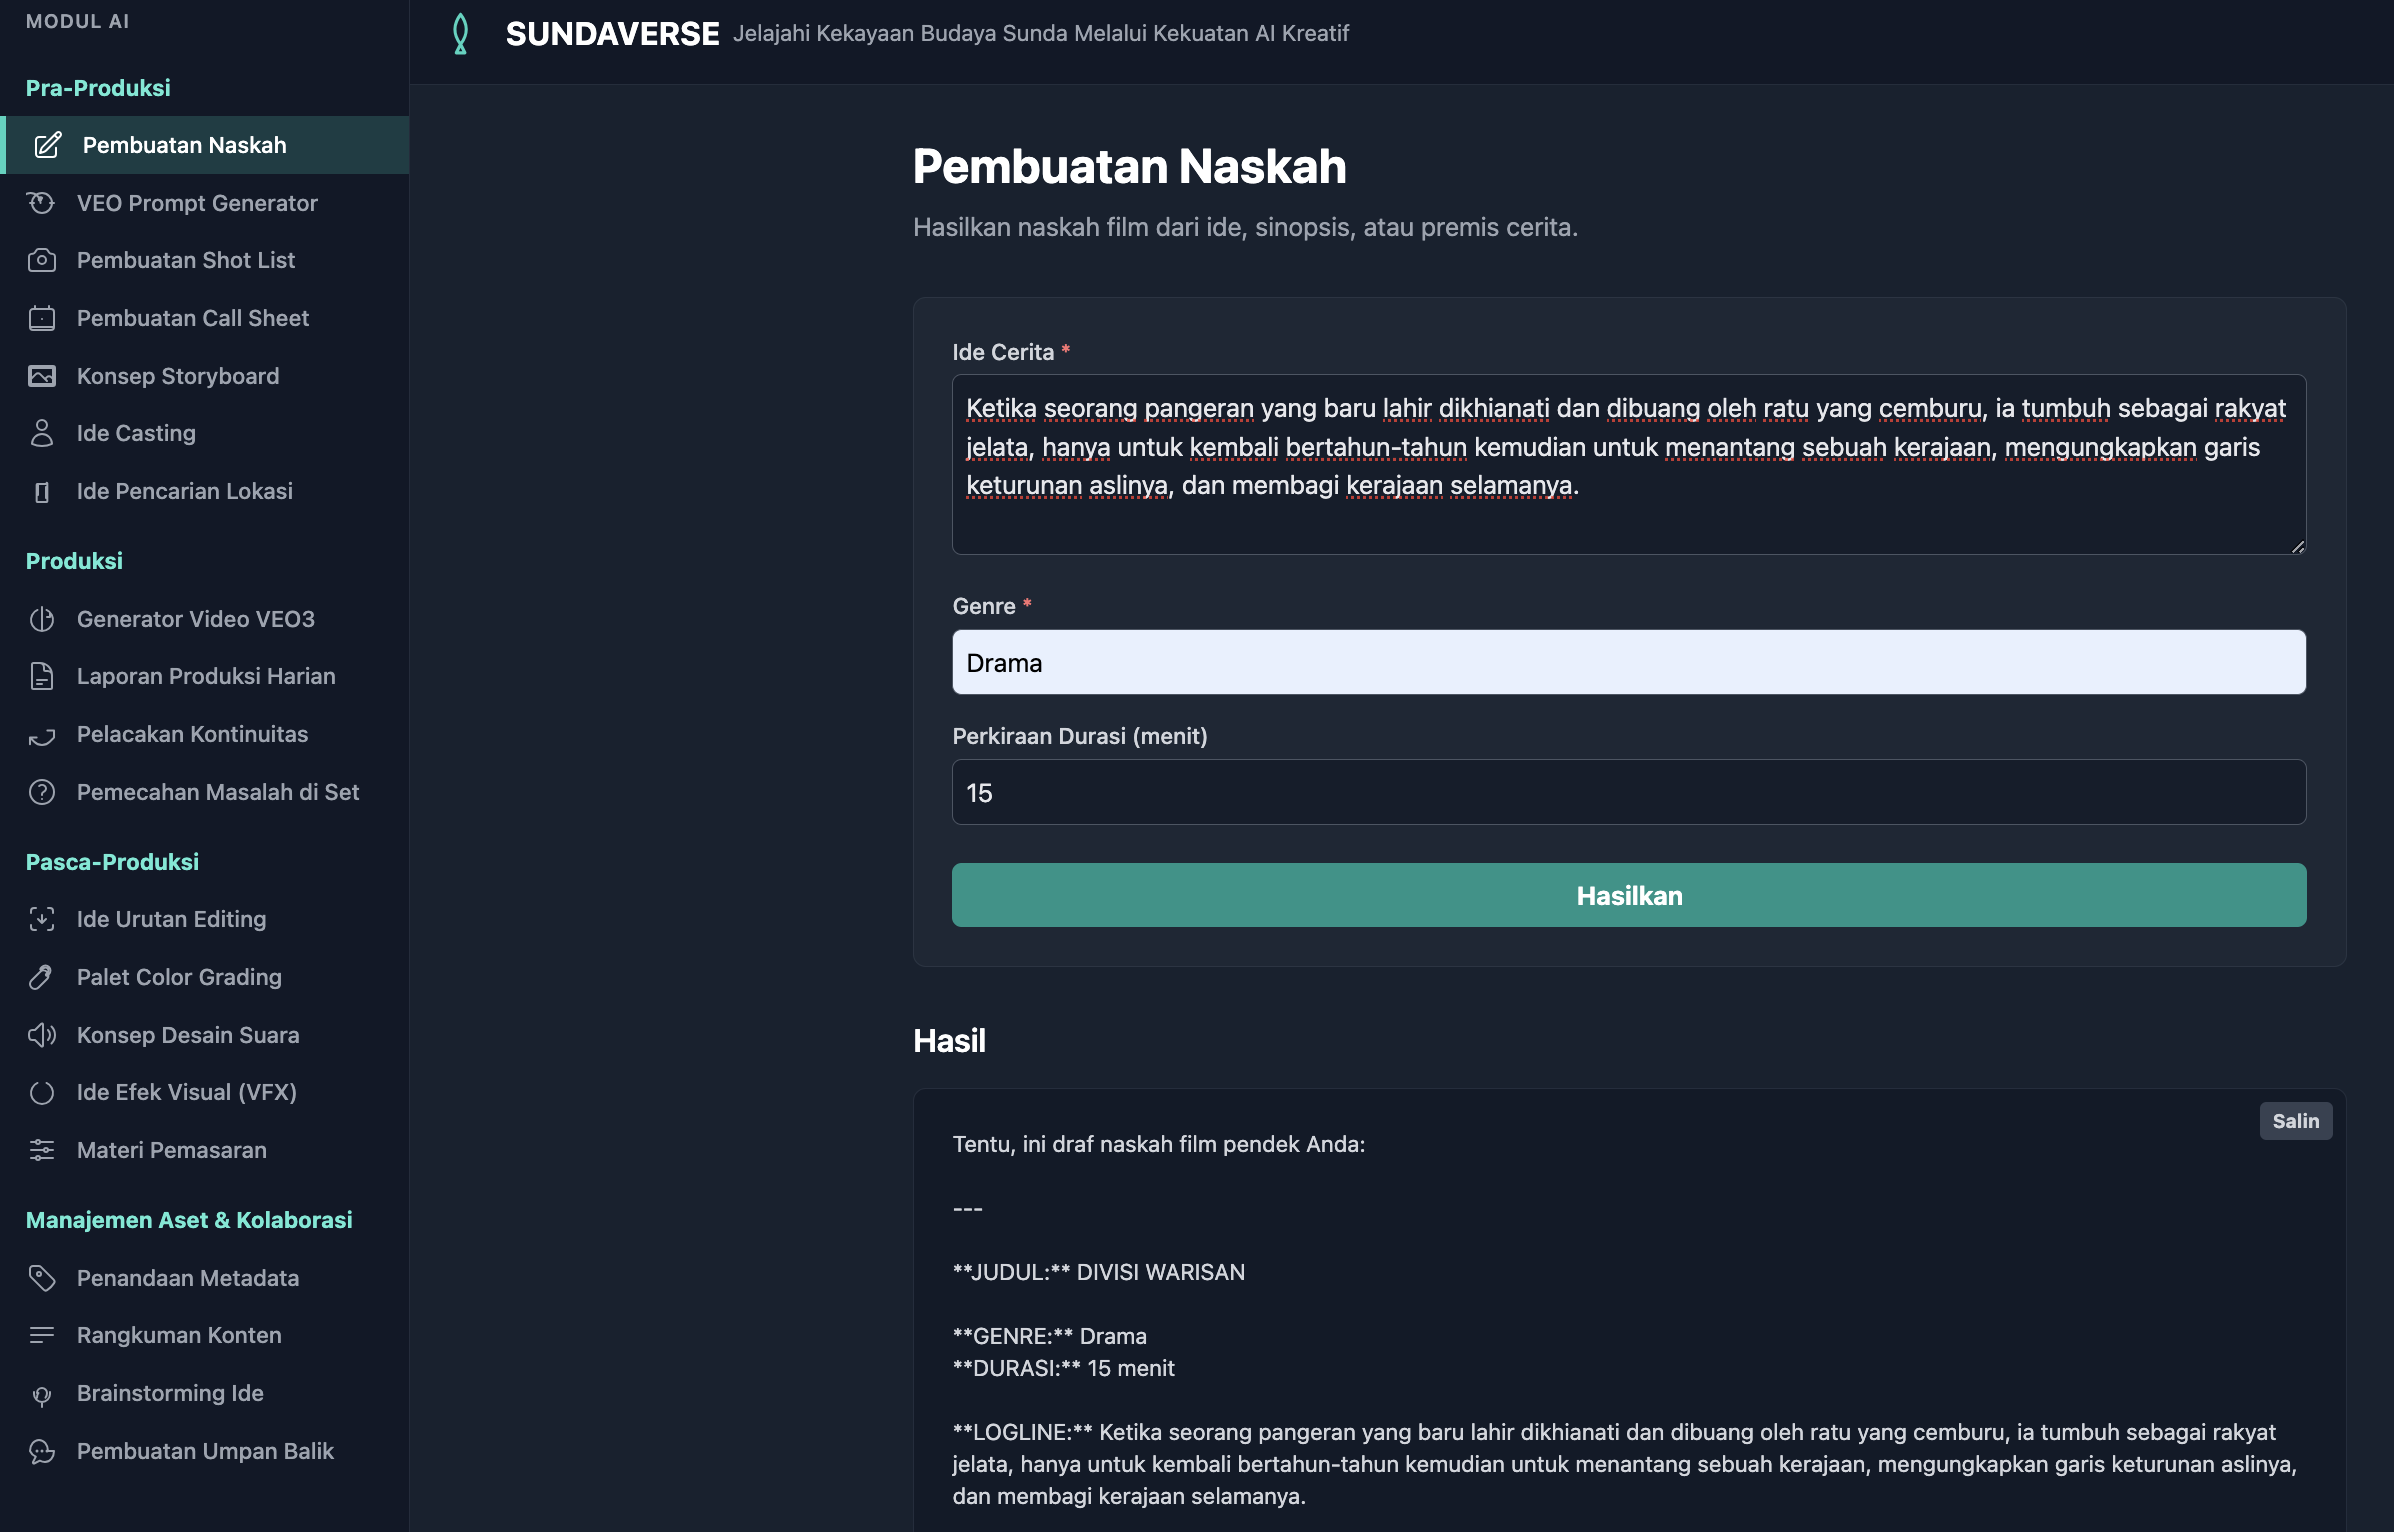 MODUL AI
Pra-Produksi
Pembuatan Naskah
VEO Prompt Generator
Pembuatan Shot List
Pembuatan Call Sheet
Konsep Storyboard
Ide Casting
Ide Pencarian Lokasi
Produksi
Generator Video VEO3
Laporan Produksi Harian
Pelacakan Kontinuitas
Pemecahan Masalah di Set
Pasca-Produksi
Ide Urutan Editing
Palet Color Grading
Konsep Desain Suara
Ide Efek Visual (VFX)
Materi Pemasaran
Manajemen Aset & Kolaborasi
Penandaan Metadata
Rangkuman Konten
Brainstorming Ide
Pembuatan Umpan Balik
SUNDAVERSE Jelajahi Kekayaan Budaya Sunda Melalui Kekuatan AI Kreatif
Pembuatan Naskah
Hasilkan naskah film dari ide, sinopsis, atau premis cerita.
Ide Cerita *
Ketika seorang pangeran yang baru lahir dikhianati dan dibuang oleh ratu yang cemburu, ia tumbuh sebagai rakyat
jelata, hanya untuk kembali bertahun-tahun kemudian untuk menantang sebuah kerajaan, mengungkapkan garis
keturunan aslinya, dan membagi kerajaan selamanya.
Genre *
Drama
Perkiraan Durasi (menit)
15
Hasilkan
Hasil
Salin
Tentu, ini draf naskah film pendek Anda:
---
**JUDUL:** DIVISI WARISAN
**GENRE:** Drama
**DURASI:** 15 menit
**LOGLINE:** Ketika seorang pangeran yang baru lahir dikhianati dan dibuang oleh ratu yang cemburu, ia tumbuh sebagai rakyat
jelata, hanya untuk kembali bertahun-tahun kemudian untuk menantang sebuah kerajaan, mengungkapkan garis keturunan aslinya,
dan membagi kerajaan selamanya.